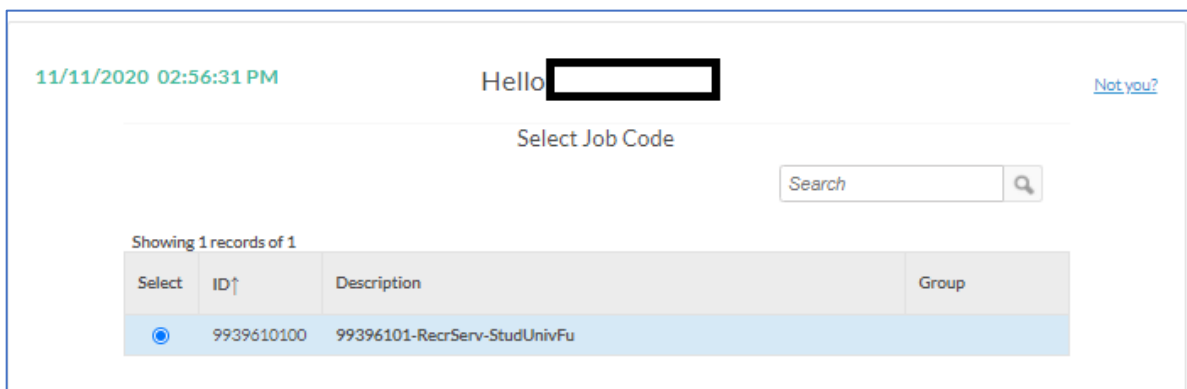 11/11/2020 02:56:31 PM
Hello
Not you?
Select Job Code
Search
Showing 1 records of 1
Select ID↑ Description Group
9939610100 99396101-RecrServ-StudUnivFu